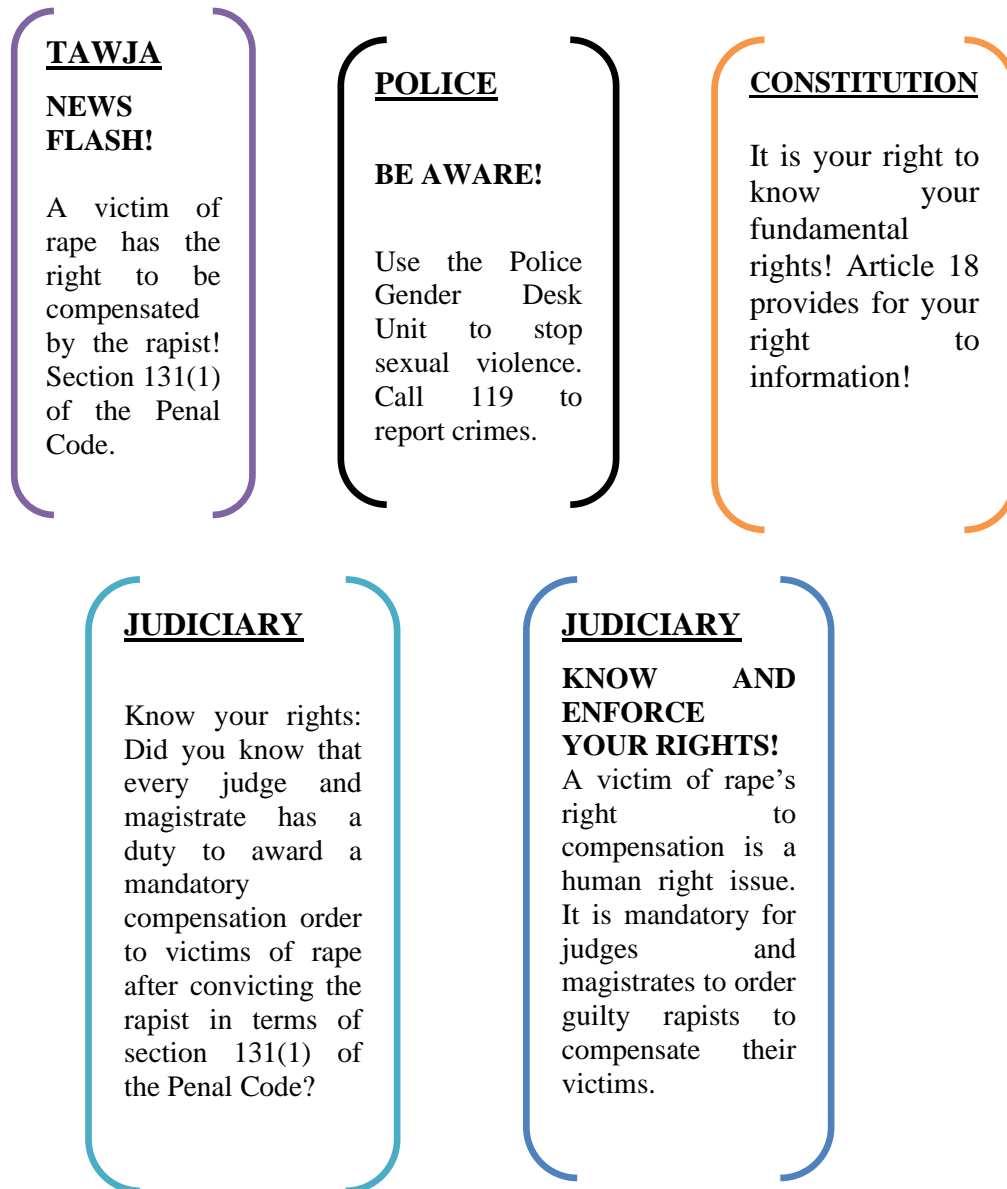 TAWJA
NEWS
FLASH!
A victim of
rape has the
right to be
compensated
by the rapist!
Section 131(1)
of the Penal
Code.
POLICE
BE AWARE!
Use the Police
Gender Desk
Unit to stop
sexual violence.
Call 119 to
report crimes.
CONSTITUTION
It is your right to
know your
fundamental
rights! Article 18
provides for your
right to
information!
JUDICIARY
Know your rights:
Did you know that
every judge and
magistrate has a
duty to award a
mandatory
compensation order
to victims of rape
after convicting the
rapist in terms of
section 131(1) of
the Penal Code?
JUDICIARY
KNOW AND
ENFORCE
YOUR RIGHTS!
A victim of rape’s
right to
compensation is a
human right issue.
It is mandatory for
judges and
magistrates to order
guilty rapists to
compensate their
victims.